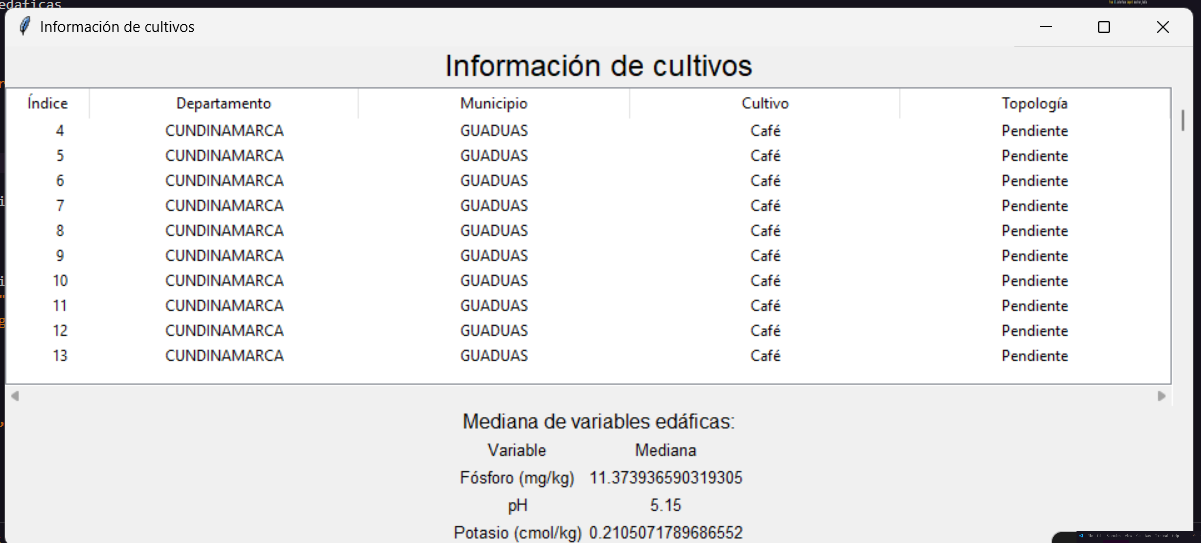 edaficas
Información de cultivos
Información de cultivos
Índice Departamento Municipio Cultivo Topología
4 CUNDINAMARCA GUADUAS Café Pendiente
5 CUNDINAMARCA GUADUAS Café Pendiente
6 CUNDINAMARCA GUADUAS Café Pendiente
7 CUNDINAMARCA GUADUAS Café Pendiente
8 CUNDINAMARCA GUADUAS Café Pendiente
9 CUNDINAMARCA GUADUAS Café Pendiente
10 CUNDINAMARCA GUADUAS Café Pendiente
11 CUNDINAMARCA GUADUAS Café Pendiente
12 CUNDINAMARCA GUADUAS Café Pendiente
13 CUNDINAMARCA GUADUAS Café Pendiente
Mediana de variables edáficas:
Variable Mediana
Fósforo (mg/kg) 11.373936590319305
pH 5.15
Potasio (cmol/kg) 0.2105071789686552